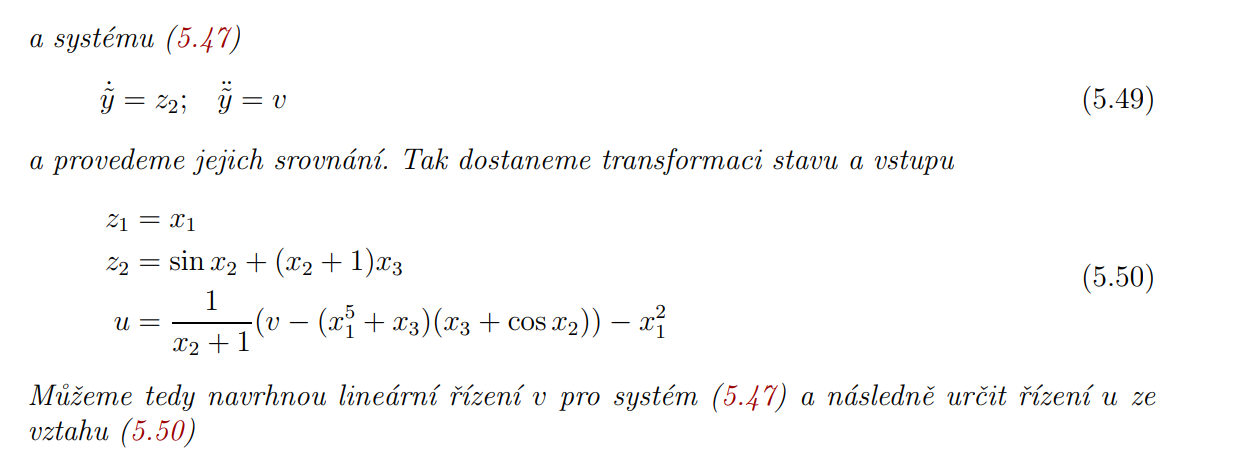 a systému (5.47)
$\dot{\tilde{y}} = z_2; \quad \ddot{\tilde{y}} = v$ (5.49)
a provedeme jejich srovnání. Tak dostaneme transformaci stavu a vstupu
$z_1 = x_1$
$z_2 = \sin x_2 + (x_2 + 1)x_3$
$u = \frac{1}{x_2 + 1}(v - (x_1^5 + x_3)(x_3 + \cos x_2)) - x_1^2$ (5.50)
Můžeme tedy navrhnou lineární řízení v pro systém (5.47) a následně určit řízení u ze
vztahu (5.50)